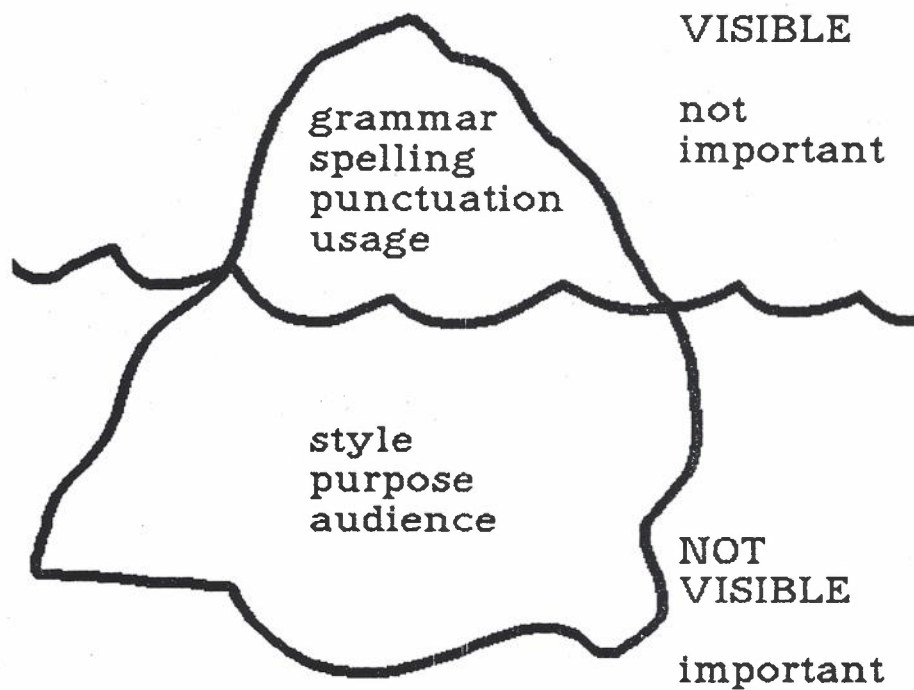 VISIBLE
not
important
grammar
spelling
punctuation
usage
style
purpose
audience
NOT
VISIBLE
important